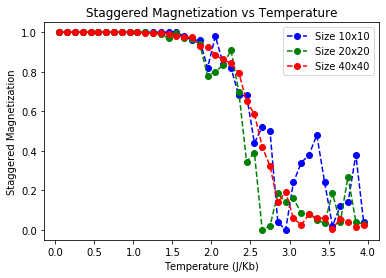 Staggered Magnetization vs Temperature
Size 10x10
Size 20x20
Size 40x40
Staggered Magnetization
1.0
0.8
0.6
0.4
0.2
0.0
0.0 0.5 1.0 1.5 2.0 2.5 3.0 3.5 4.0
Temperature (J/Kb)